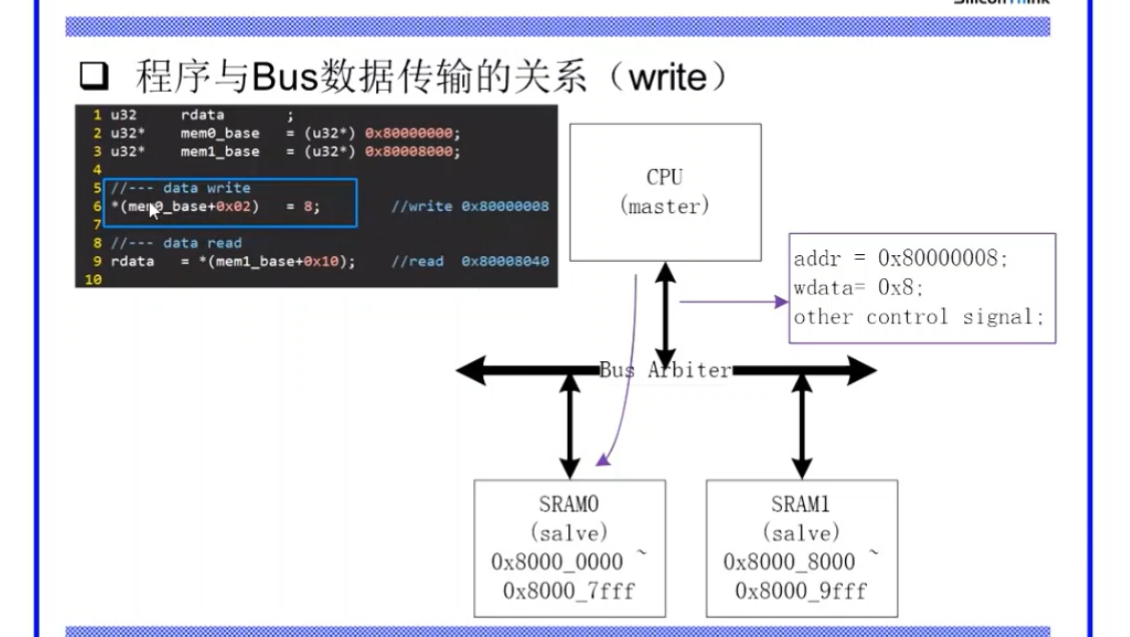 ❑ 程序与Bus数据传输的关系（write）
1 u32 rdata ;
2 u32* mem0_base = (u32*) 0x80000000;
3 u32* mem1_base = (u32*) 0x80008000;
4
5 //--- data write
6 *(mem0_base+0x02) = 8; //write 0x80000008
7
8 //--- data read
9 rdata = *(mem1_base+0x10); //read 0x80008040
10
CPU
(master)
addr = 0x80000008;
wdata= 0x8;
other control signal;
Bus Arbiter
SRAM0
(salve)
0x8000_0000 ~
0x8000_7fff
SRAM1
(salve)
0x8000_8000 ~
0x8000_9fff